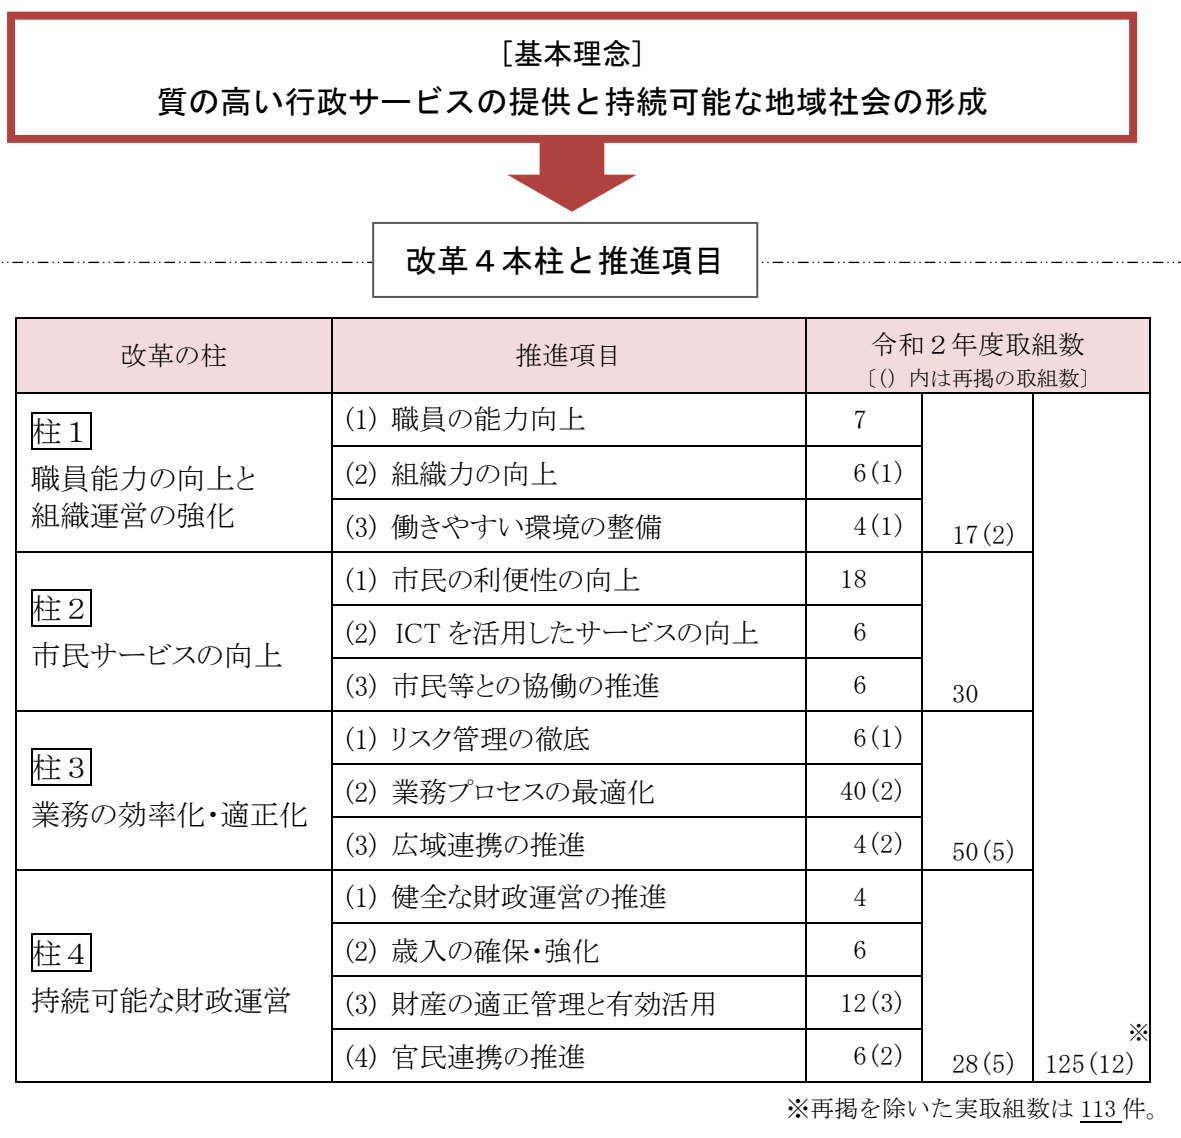 [基本理念]
質の高い行政サービスの提供と持続可能な地域社会の形成
改革４本柱と推進項目
改革の柱
推進項目
令和２年度取組数
〔()内は再掲の取組数〕
柱１
職員能力の向上と
組織運営の強化
(1) 職員の能力向上
7
(2) 組織力の向上
6(1)
(3) 働きやすい環境の整備
4(1)
17(2)
柱２
市民サービスの向上
(1) 市民の利便性の向上
18
(2) ICTを活用したサービスの向上
6
(3) 市民等との協働の推進
6
30
柱３
業務の効率化・適正化
(1) リスク管理の徹底
6(1)
(2) 業務プロセスの最適化
40(2)
(3) 広域連携の推進
4(2)
50(5)
柱４
持続可能な財政運営
(1) 健全な財政運営の推進
4
(2) 歳入の確保・強化
6
(3) 財産の適正管理と有効活用
12(3)
(4) 官民連携の推進
6(2)
28(5)
※
125(12)
※再掲を除いた実取組数は 113 件。